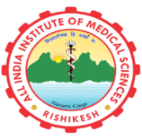 ALL INDIA INSTITUTE OF MEDICAL SCIENCES
Namami Gange
RISHIKESH